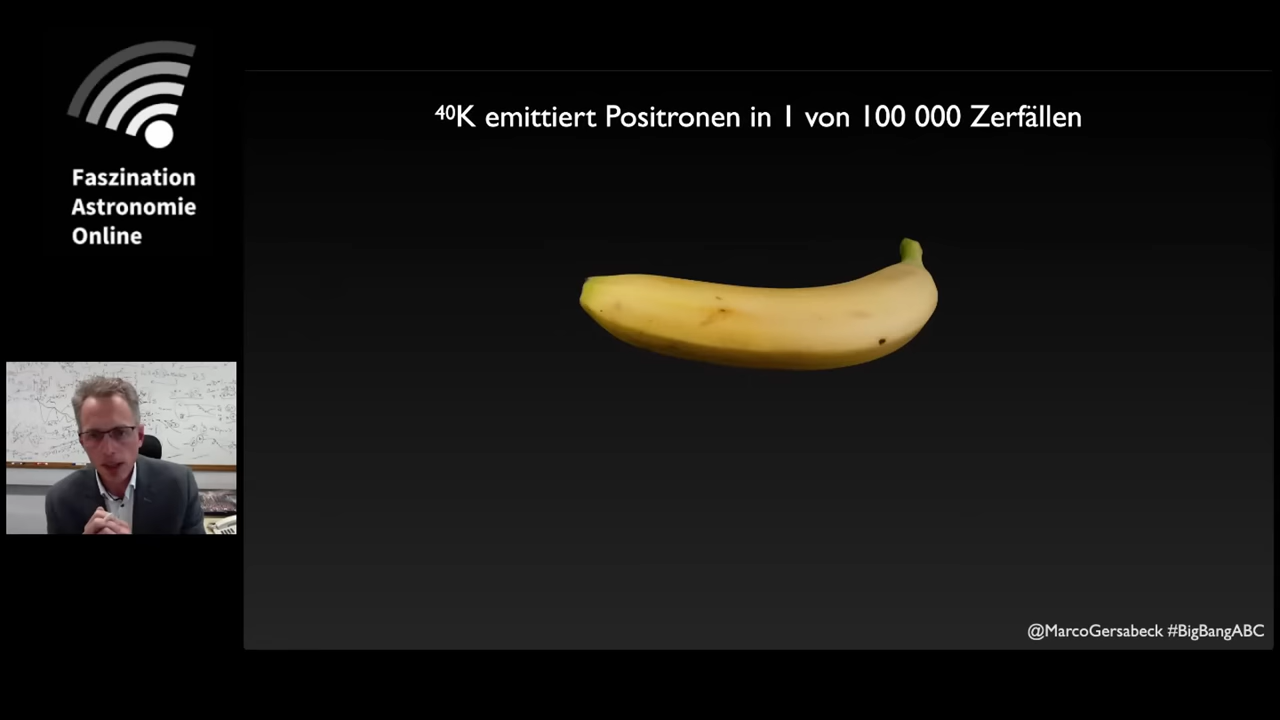 Faszination
Astronomie
Online
⁴⁰K emittiert Positronen in 1 von 100 000 Zerfällen
@MarcoGersabeck #BigBangABC